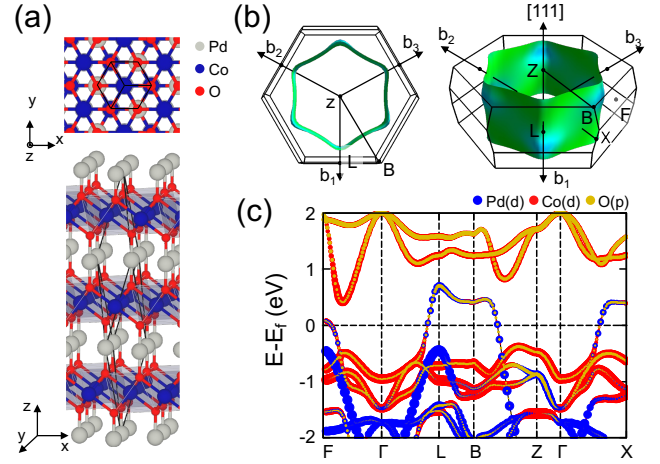 (a)
Pd
Co
O
y
z
x
z
y
x
(b)
b2
b3
z
L
B
b1
[111]
b2
b3
Z
B
F
L
X
b1
(c)
Pd(d)
Co(d)
O(p)
E-Ef (eV)
2
1
0
-1
-2
F
Γ
L
B
Z
Γ
X